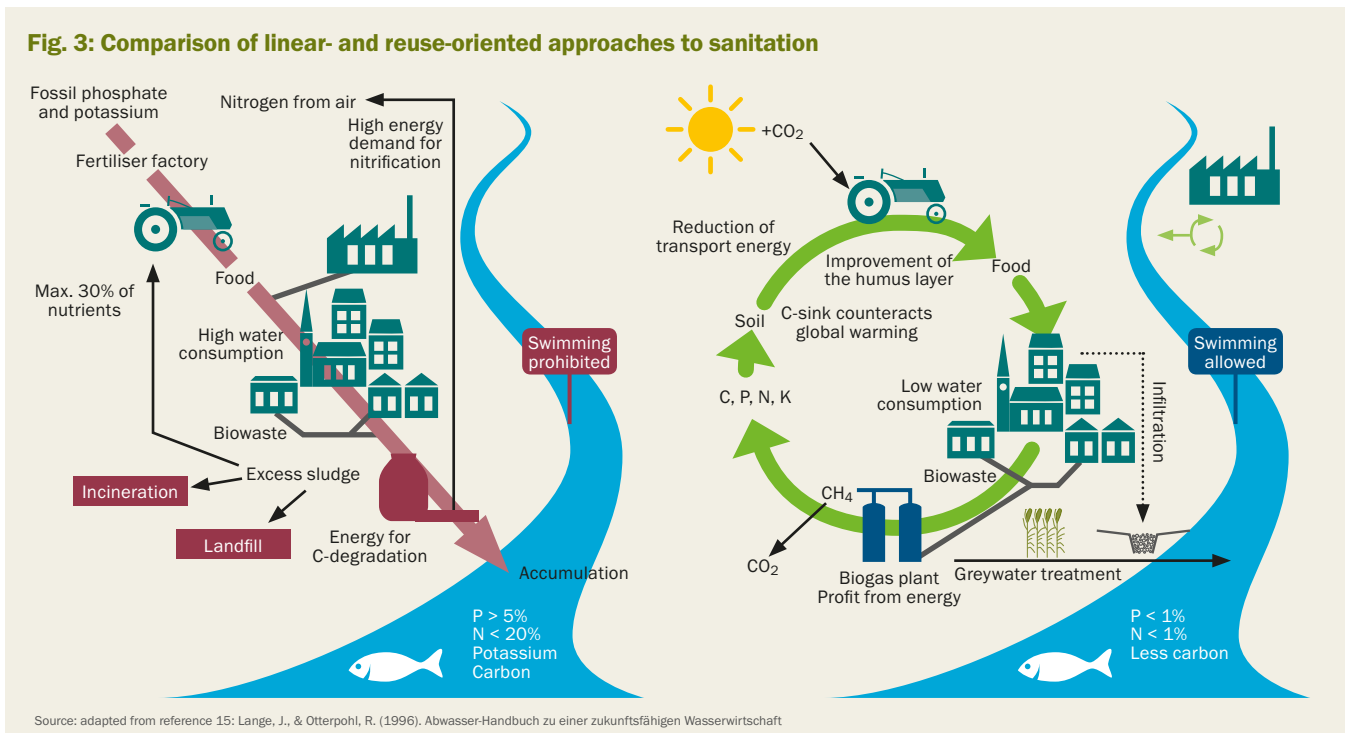 Fig. 3: Comparison of linear- and reuse-oriented approaches to sanitation
Fossil phosphate
and potassium
Nitrogen from air
High energy
demand for
nitrification
Fertiliser factory
Food
Max. 30% of
nutrients
High water
consumption
Swimming
prohibited
Biowaste
Excess sludge
Incineration
Landfill
Energy for
C-degradation
Accumulation
P > 5%
N < 20%
Potassium
Carbon
+CO₂
Reduction of
transport energy
Improvement of
the humus layer
Food
Soil
C-sink counteracts
global warming
Swimming
allowed
C, P, N, K
Low water
consumption
Infiltration
Biowaste
CH₄
CO₂
Biogas plant
Profit from energy
Greywater treatment
P < 1%
N < 1%
Less carbon
Source: adapted from reference 15: Lange, J., & Otterpohl, R. (1996). Abwasser-Handbuch zu einer zukunftsfähigen Wasserwirtschaft